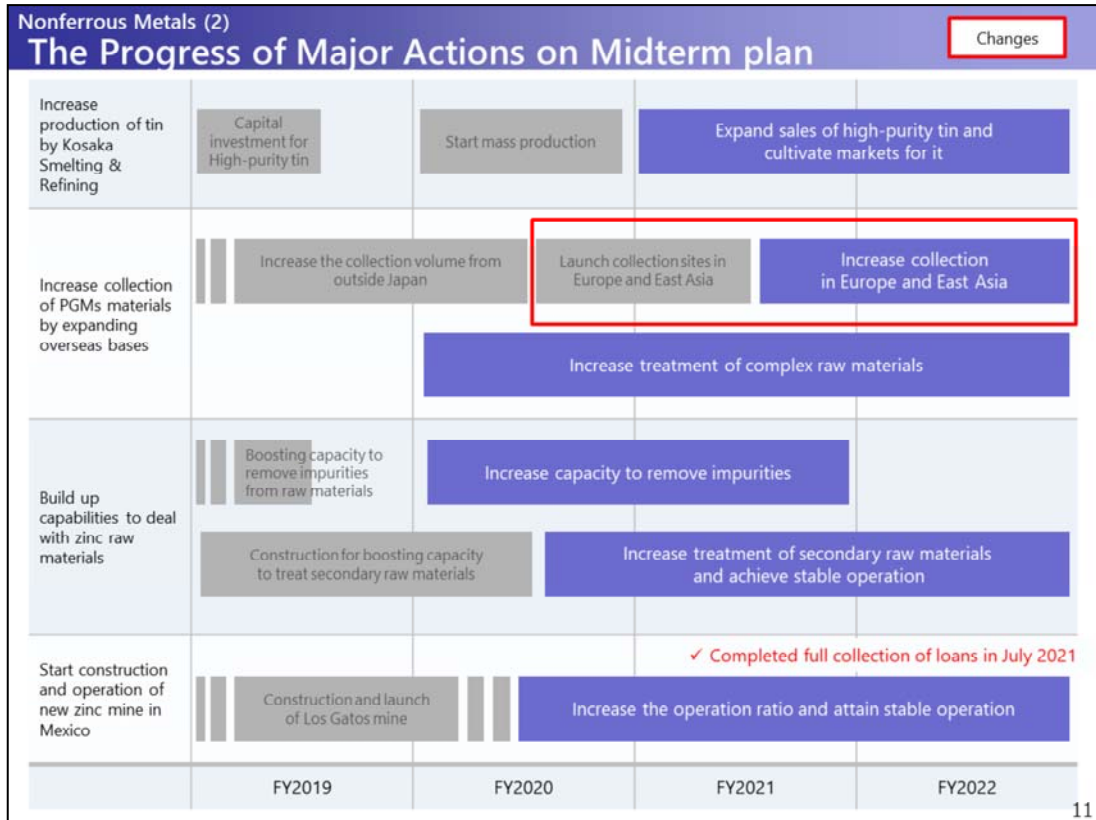 Nonferrous Metals (2)
The Progress of Major Actions on Midterm plan
Changes
Increase
production of tin
by Kosaka
Smelting &
Refining
Capital
investment for
High-purity tin
Start mass production
Expand sales of high-purity tin and
cultivate markets for it
Increase collection
of PGMs materials
by expanding
overseas bases
Increase the collection volume from
outside Japan
Launch collection sites in
Europe and East Asia
Increase collection
in Europe and East Asia
Increase treatment of complex raw materials
Build up
capabilities to deal
with zinc raw
materials
Boosting capacity to
remove impurities
from raw materials
Increase capacity to remove impurities
Construction for boosting capacity
to treat secondary raw materials
Increase treatment of secondary raw materials
and achieve stable operation
Start construction
and operation of
new zinc mine in
Mexico
✓ Completed full collection of loans in July 2021
Construction and launch
of Los Gatos mine
Increase the operation ratio and attain stable operation
FY2019
FY2020
FY2021
FY2022
11